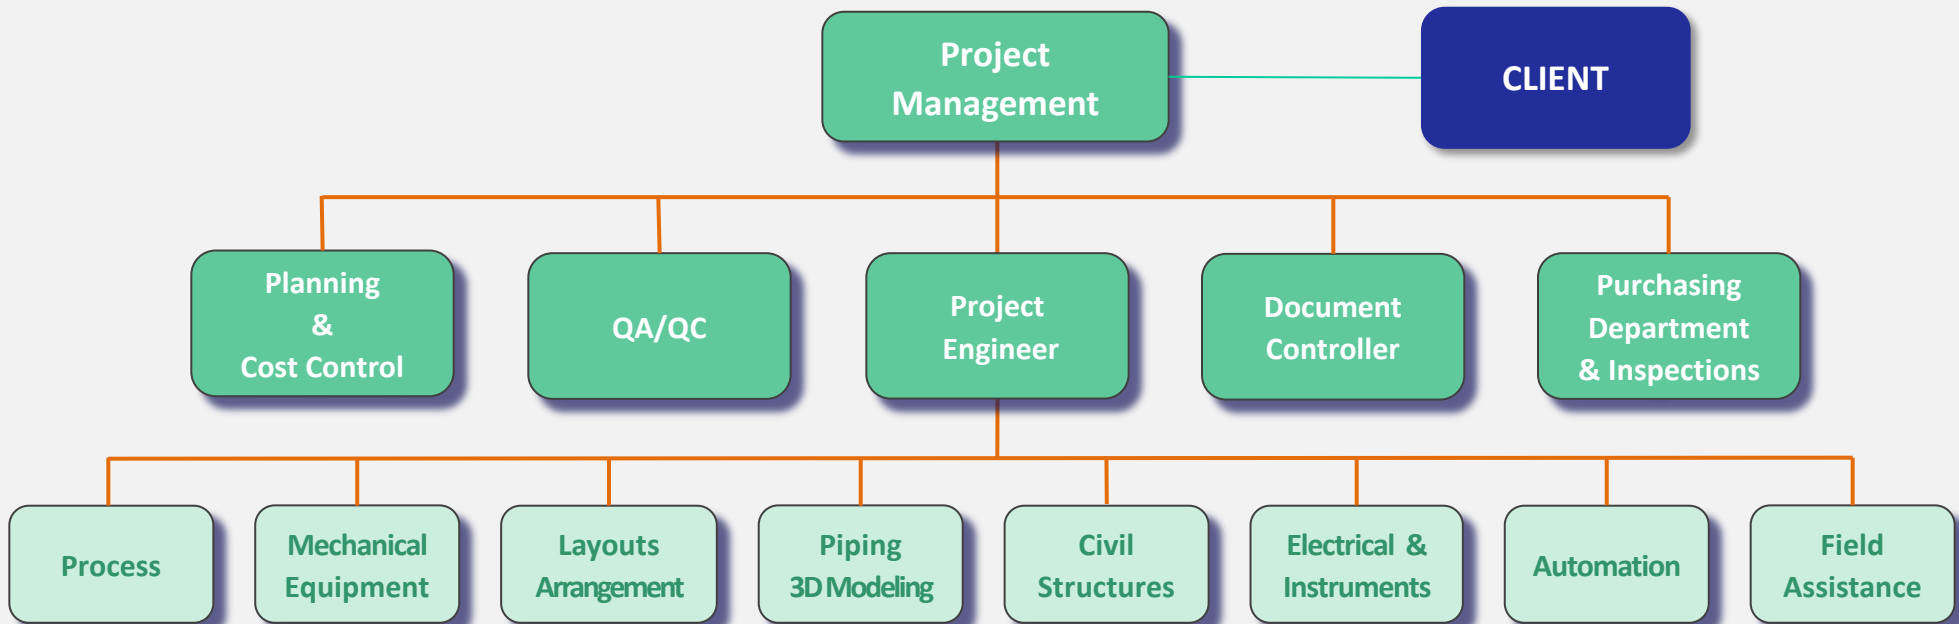 Project
Management
CLIENT
Planning
&
Cost Control
QA/QC
Project
Engineer
Document
Controller
Purchasing
Department
& Inspections
Process
Mechanical
Equipment
Layouts
Arrangement
Piping
3D Modeling
Civil
Structures
Electrical &
Instruments
Automation
Field
Assistance